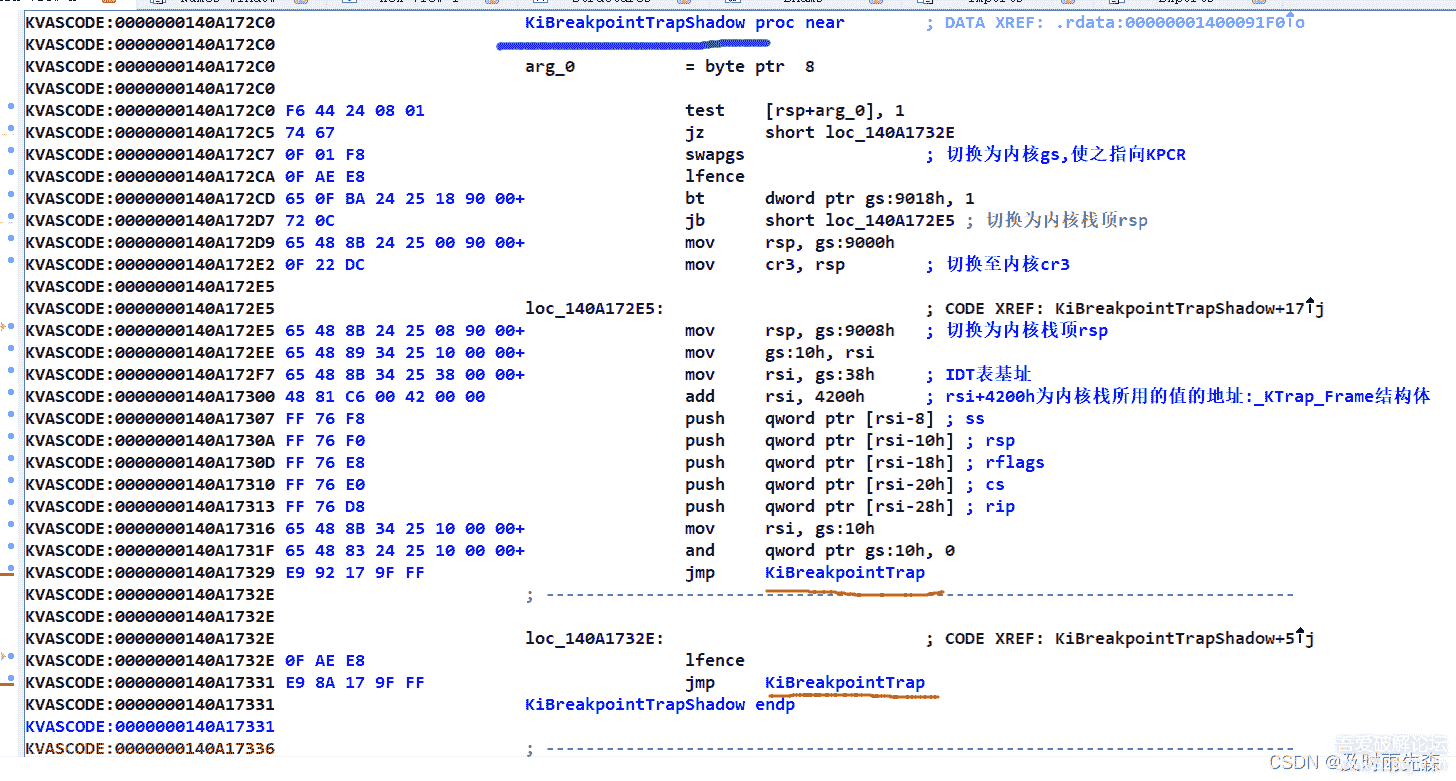 KVASCODE:0000000140A172C0 KiBreakpointTrapShadow proc near ; DATA XREF: .rdata:00000001400091F0↑o
KVASCODE:0000000140A172C0
KVASCODE:0000000140A172C0 arg_0 = byte ptr 8
KVASCODE:0000000140A172C0
KVASCODE:0000000140A172C0 F6 44 24 08 01 test [rsp+arg_0], 1
KVASCODE:0000000140A172C5 74 67 jz short loc_140A1732E
KVASCODE:0000000140A172C7 0F 01 F8 swapgs ; 切换为内核gs,使之指向KPCR
KVASCODE:0000000140A172CA 0F AE E8 lfence
KVASCODE:0000000140A172CD 65 0F BA 24 25 18 90 00+ bt dword ptr gs:9018h, 1
KVASCODE:0000000140A172D7 72 0C jb short loc_140A172E5 ; 切换为内核栈顶rsp
KVASCODE:0000000140A172D9 65 48 8B 24 25 00 90 00+ mov rsp, gs:9000h
KVASCODE:0000000140A172E2 0F 22 DC mov cr3, rsp ; 切换至内核cr3
KVASCODE:0000000140A172E5
KVASCODE:0000000140A172E5 loc_140A172E5: ; CODE XREF: KiBreakpointTrapShadow+17↑j
KVASCODE:0000000140A172E5 65 48 8B 24 25 08 90 00+ mov rsp, gs:9008h ; 切换为内核栈顶rsp
KVASCODE:0000000140A172EE 65 48 89 34 25 10 00 00+ mov gs:10h, rsi
KVASCODE:0000000140A172F7 65 48 8B 34 25 38 00 00+ mov rsi, gs:38h ; IDT表基址
KVASCODE:0000000140A17300 48 81 C6 00 42 00 00 add rsi, 4200h ; rsi+4200h为内核栈所用的值的地址:_KTrap_Frame结构体
KVASCODE:0000000140A17307 FF 76 F8 push qword ptr [rsi-8] ; ss
KVASCODE:0000000140A1730A FF 76 F0 push qword ptr [rsi-10h] ; rsp
KVASCODE:0000000140A1730D FF 76 E8 push qword ptr [rsi-18h] ; rflags
KVASCODE:0000000140A17310 FF 76 E0 push qword ptr [rsi-20h] ; cs
KVASCODE:0000000140A17313 FF 76 D8 push qword ptr [rsi-28h] ; rip
KVASCODE:0000000140A17316 65 48 8B 34 25 10 00 00+ mov rsi, gs:10h
KVASCODE:0000000140A1731F 65 48 83 24 25 10 00 00+ and qword ptr gs:10h, 0
KVASCODE:0000000140A17329 E9 92 17 9F FF jmp KiBreakpointTrap
KVASCODE:0000000140A1732E ; ---------------------------------------------------------------------------
KVASCODE:0000000140A1732E
KVASCODE:0000000140A1732E loc_140A1732E: ; CODE XREF: KiBreakpointTrapShadow+5↑j
KVASCODE:0000000140A1732E 0F AE E8 lfence
KVASCODE:0000000140A17331 E9 8A 17 9F FF jmp KiBreakpointTrap
KVASCODE:0000000140A17331 KiBreakpointTrapShadow endp
KVASCODE:0000000140A17331
KVASCODE:0000000140A17336 ; ---------------------------------------------------------------------------
吾爱破解论坛
CSDN @及时雨先森